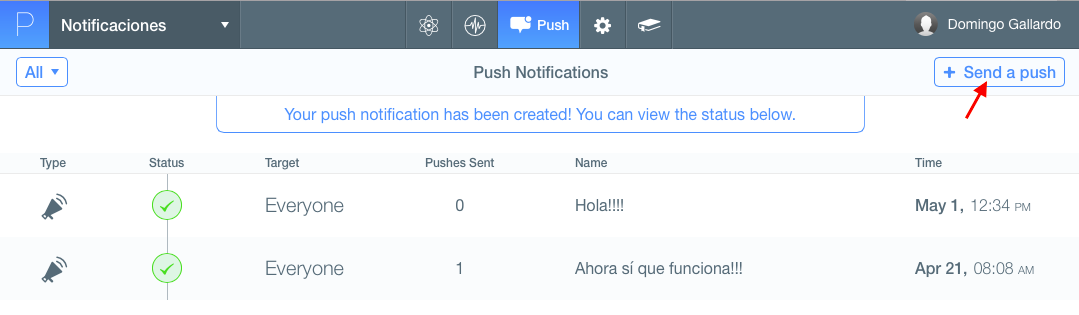 P Notificaciones Push Domingo Gallardo
All Push Notifications + Send a push
Your push notification has been created! You can view the status below.
Type Status Target Pushes Sent Name Time
Everyone 0 Hola!!!! May 1, 12:34 PM
Everyone 1 Ahora sí que funciona!!! Apr 21, 08:08 AM